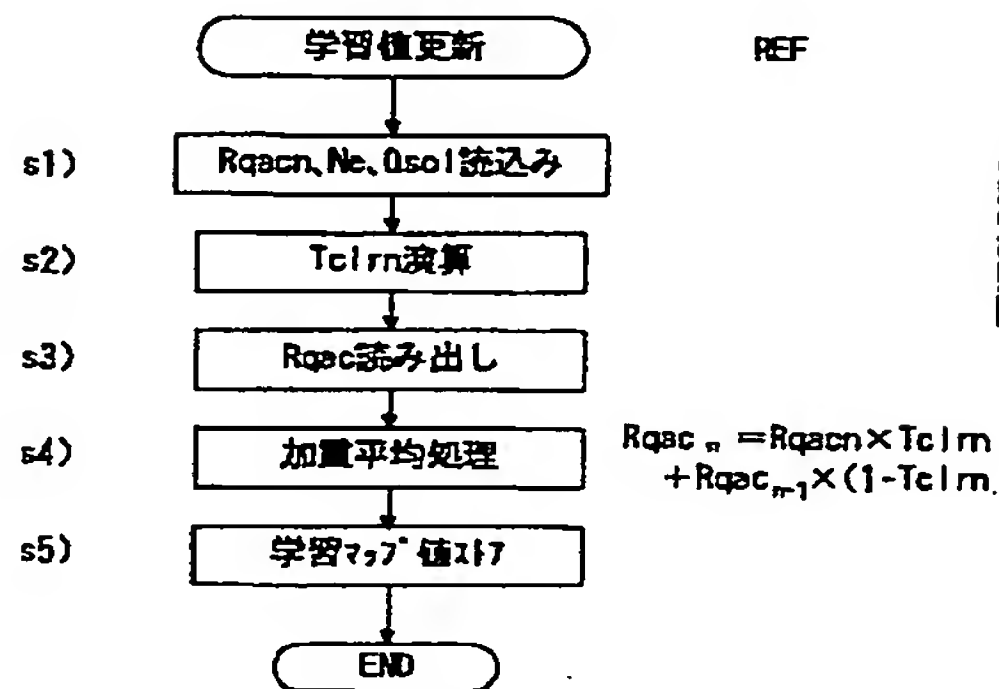 学習値更新
REF
s1)
Rqacn、Ne、Qsol読込み
s2)
Tclrn演算
s3)
Rqac読み出し
s4)
加重平均処理
Rqac n =Rqacn×Tclrn
+Rqac n-1×(1-Tclrn
s5)
学習マップ値ストア
END